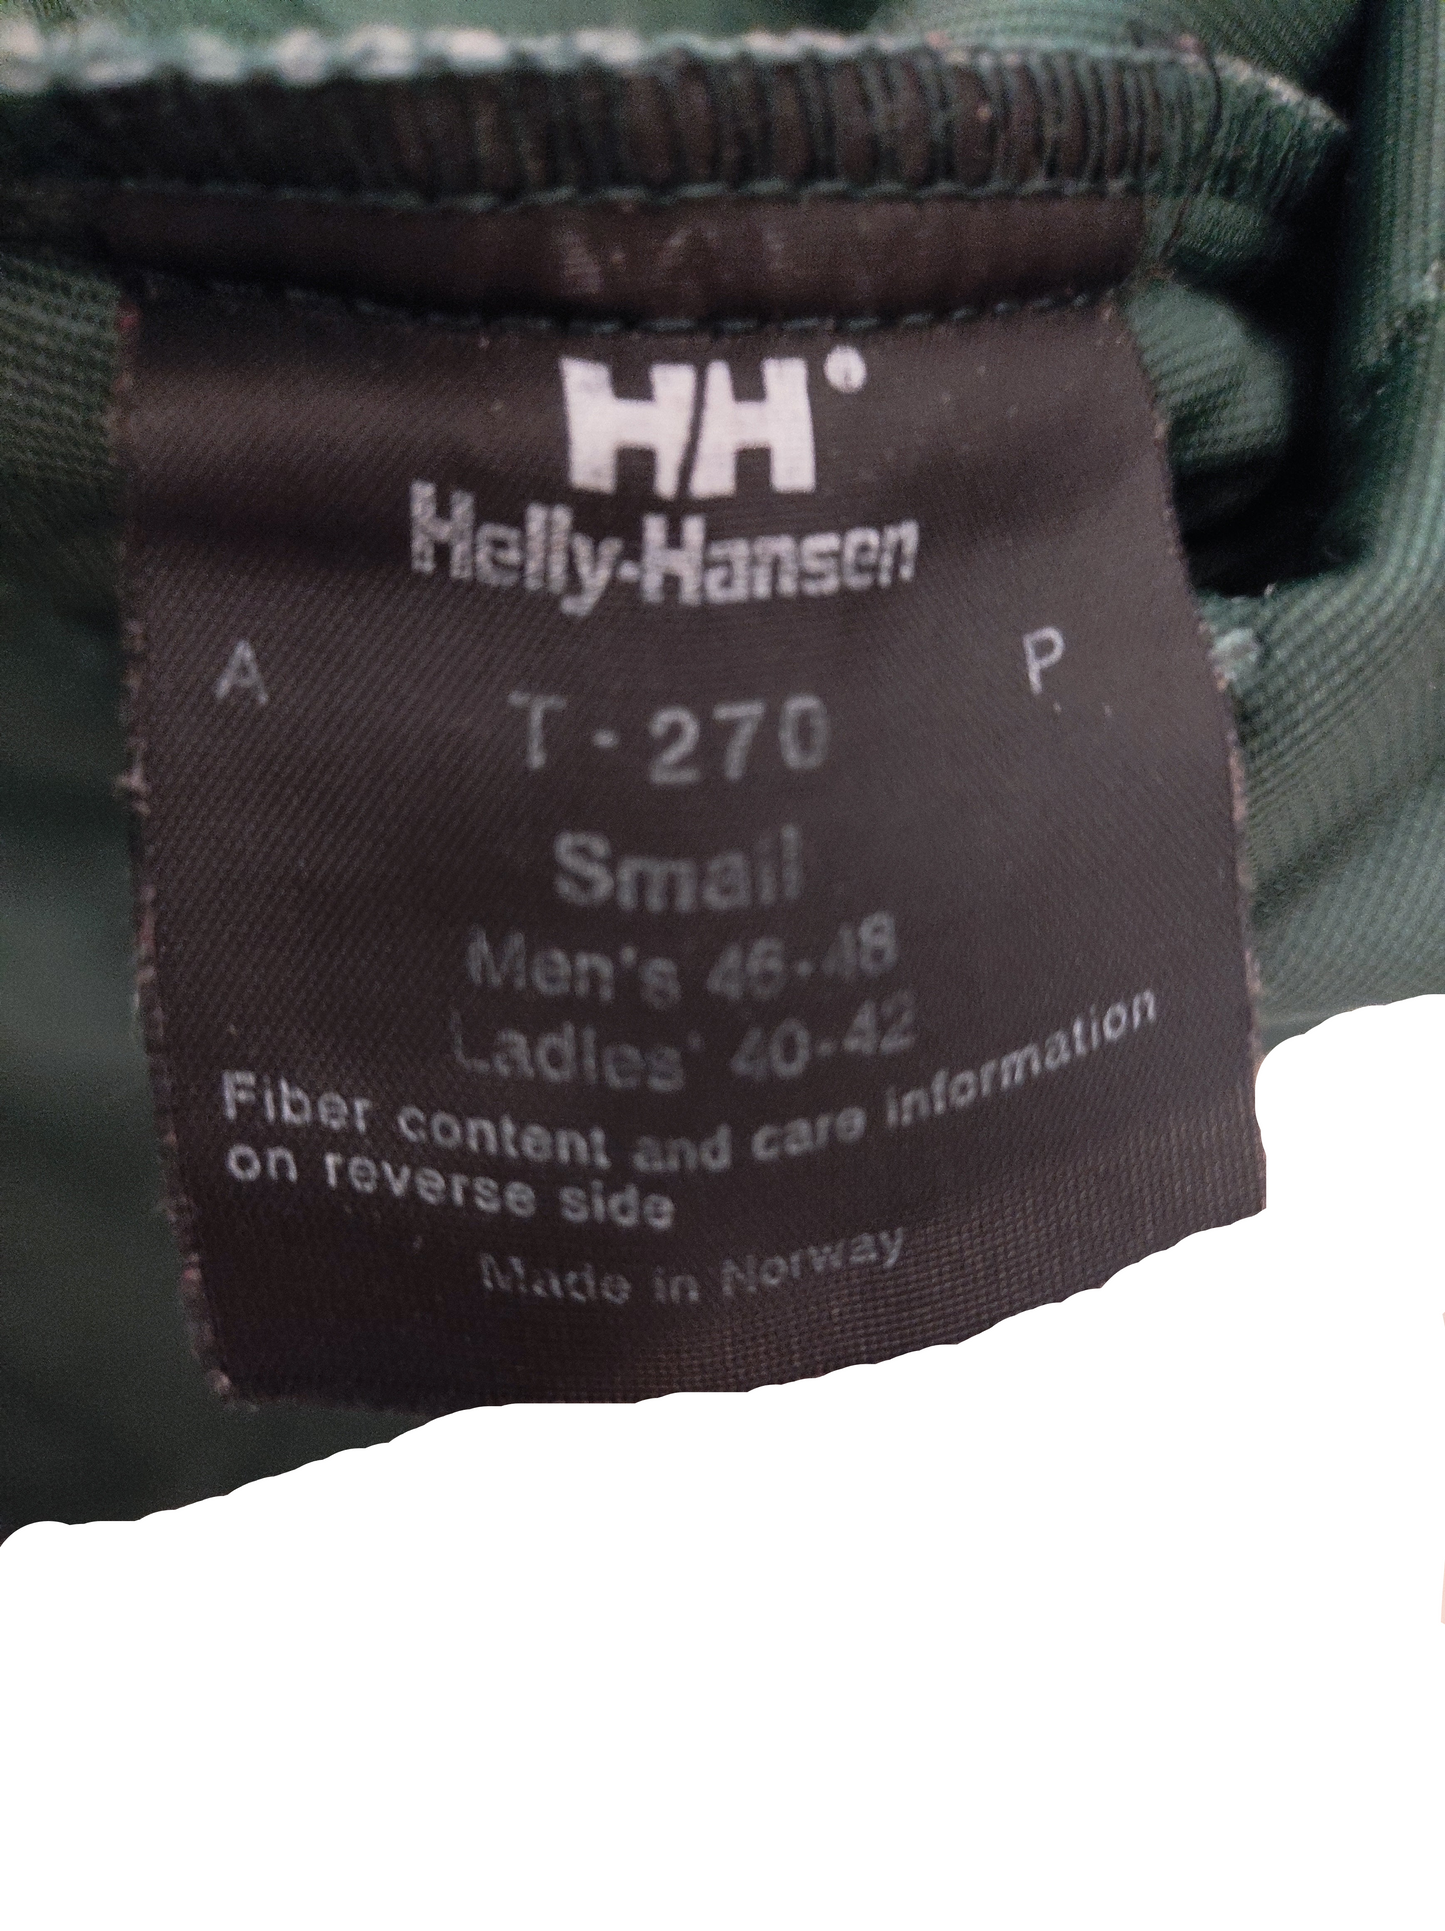 HH®
Helly-Hansen
A P
T-270
Small
Men's 46-48
Ladies' 40-42
Fiber content and care information
on reverse side
Made in Norway